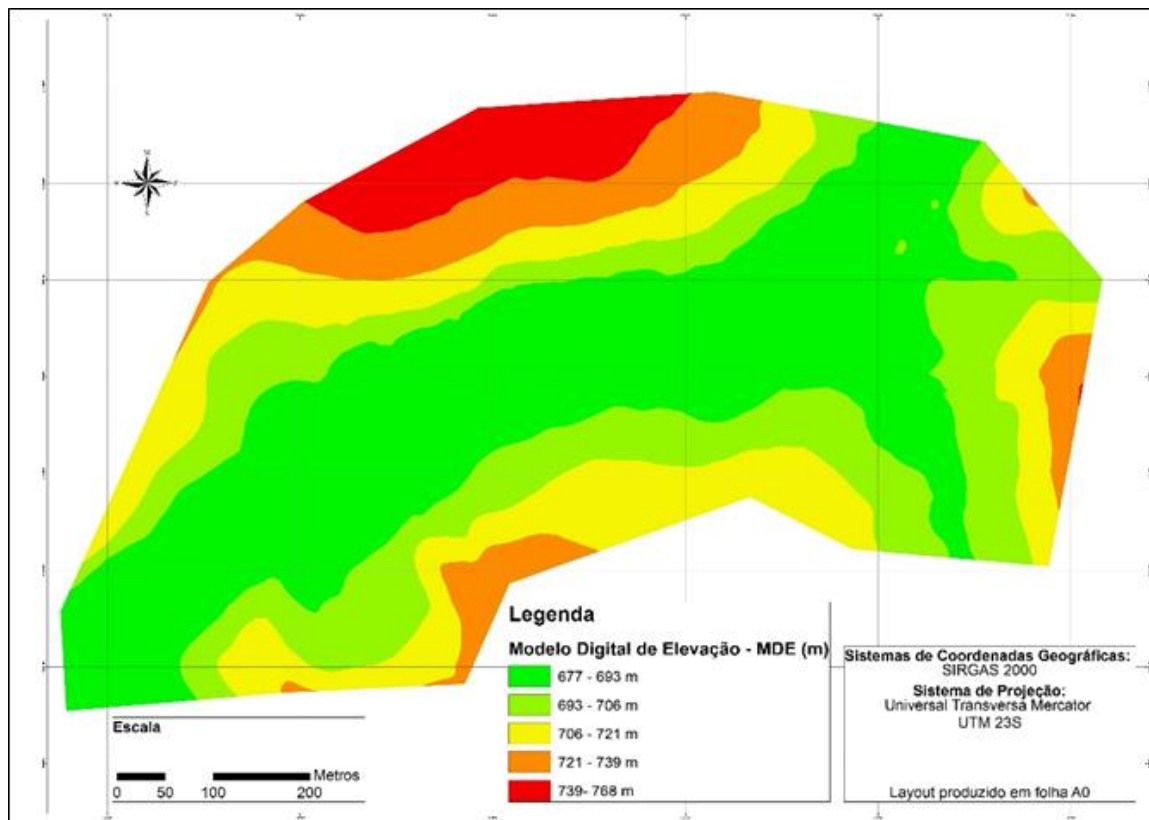 Legenda
Modelo Digital de Elevação - MDE (m)
677 - 693 m
693 - 706 m
706 - 721 m
721 - 739 m
739- 768 m
Escala
Metros
0 50 100 200
Sistemas de Coordenadas Geográficas:
SIRGAS 2000
Sistema de Projeção:
Universal Transversa Mercator
UTM 23S
Layout produzido em folha A0